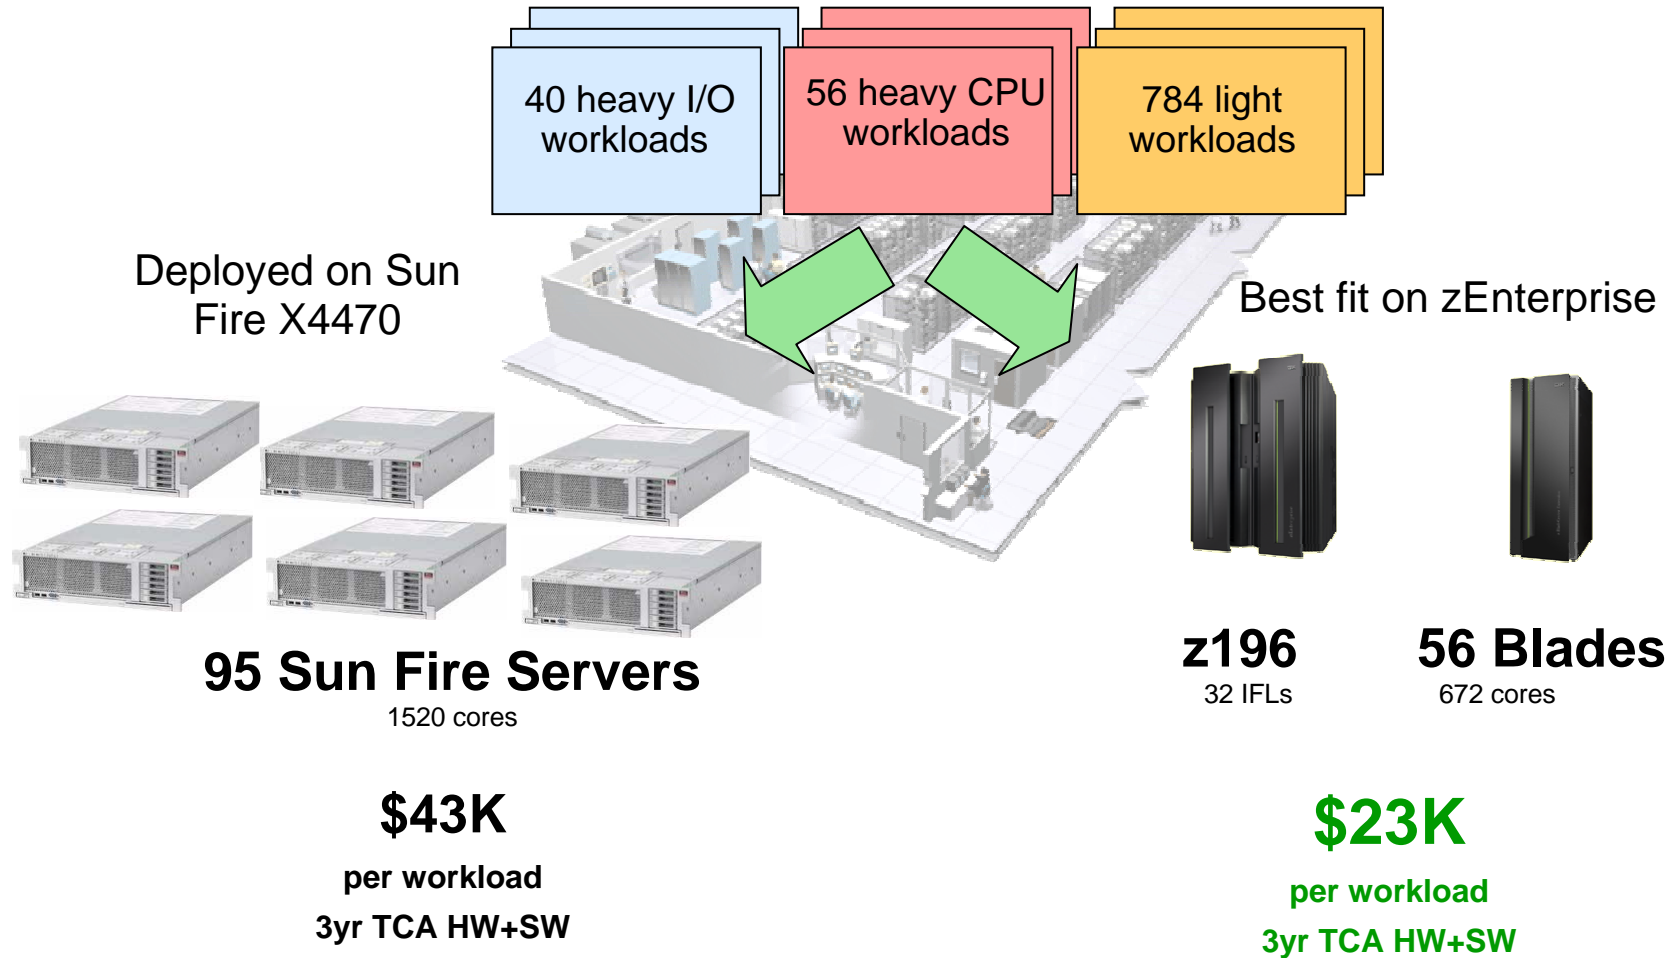 40 heavy I/O
workloads
56 heavy CPU
workloads
784 light
workloads
Deployed on Sun
Fire X4470
Best fit on zEnterprise
95 Sun Fire Servers
1520 cores
z196
32 IFLs
56 Blades
672 cores
$43K
per workload
3yr TCA HW+SW
$23K
per workload
3yr TCA HW+SW